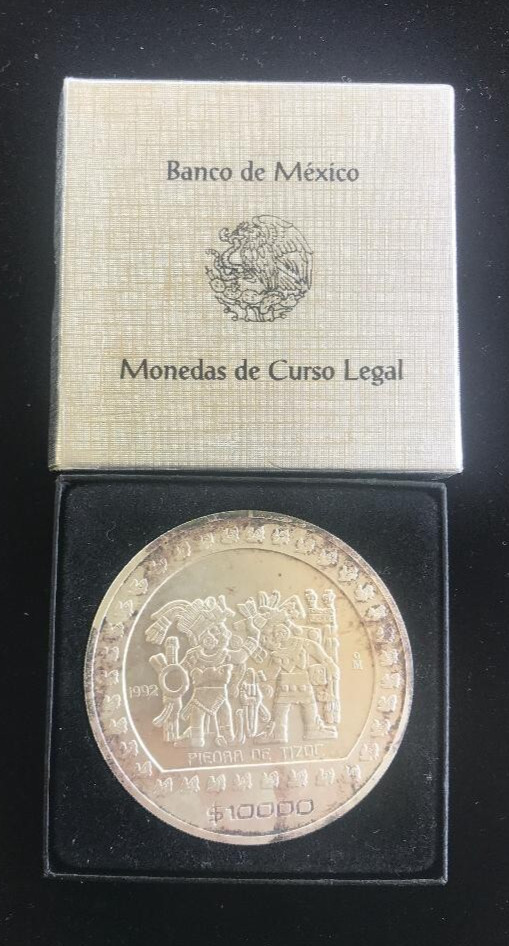 Banco de México
Monedas de Curso Legal
1992
Mo
PIEDRA DE TIZOC
$10000